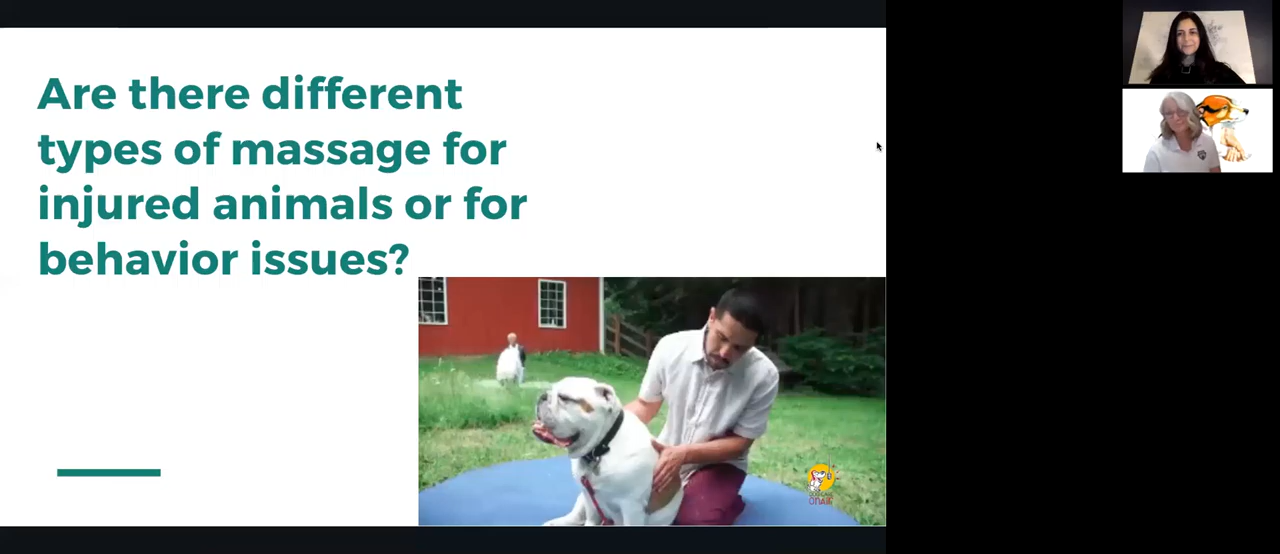 Are there different
types of massage for
injured animals or for
behavior issues?